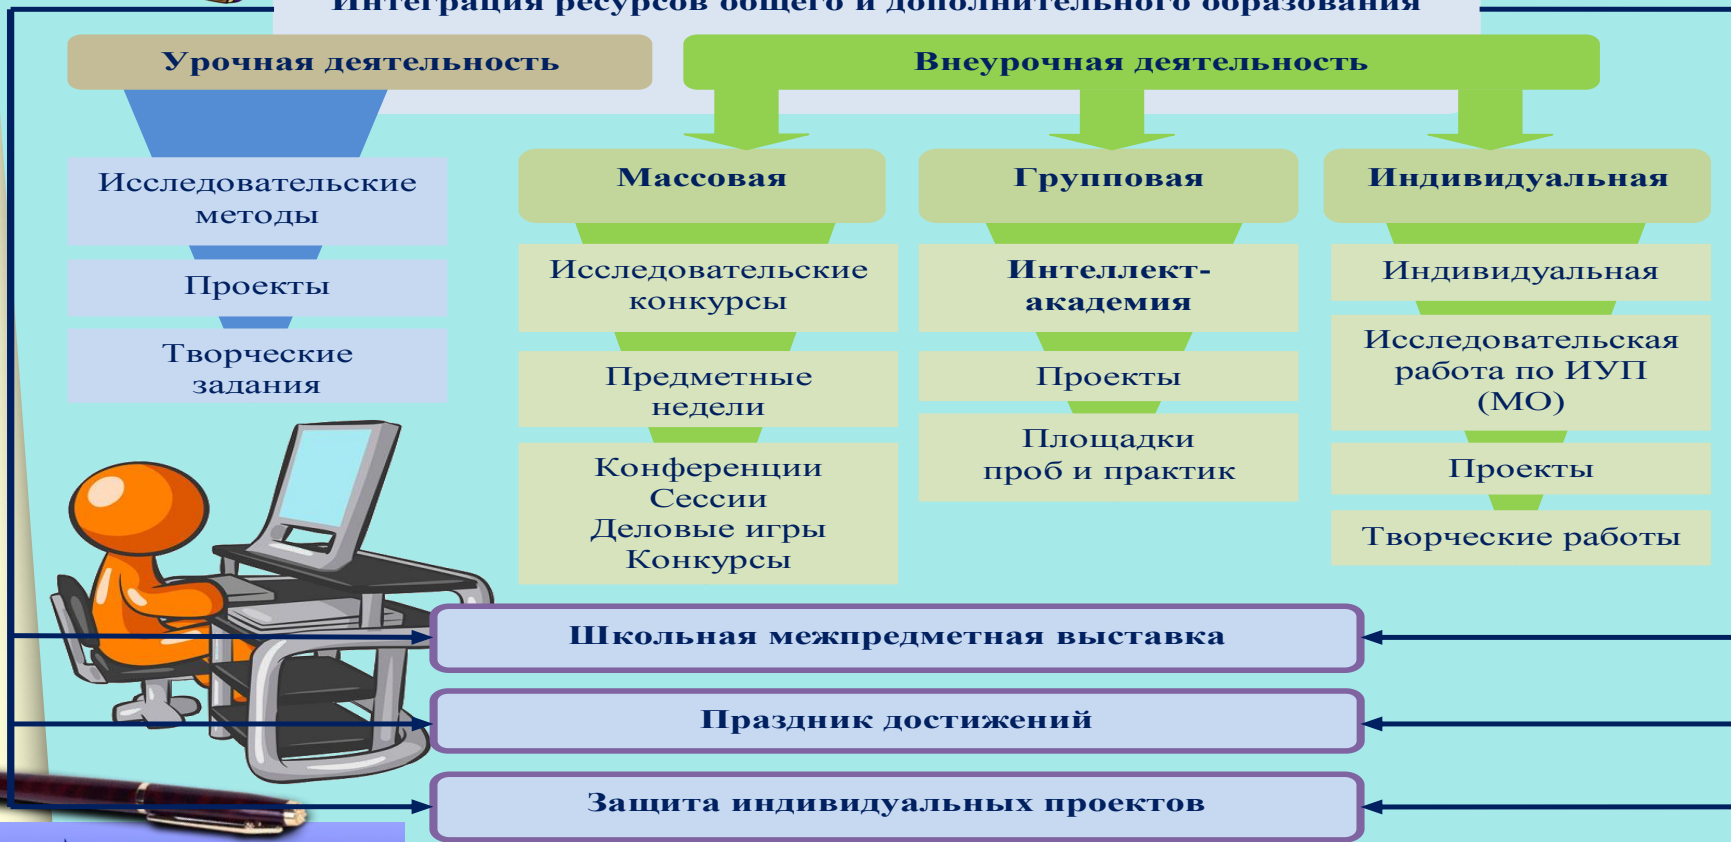 Интеграция ресурсов общего и дополнительного образования
Урочная деятельность
Внеурочная деятельность
Исследовательские
методы
Проекты
Творческие
задания
Массовая
Исследовательские
конкурсы
Предметные
недели
Конференции
Сессии
Деловые игры
Конкурсы
Групповая
Интеллект-
академия
Проекты
Площадки
проб и практик
Индивидуальная
Индивидуальная
Исследовательская
работа по ИУП
(МО)
Проекты
Творческие работы
Школьная межпредметная выставка
Праздник достижений
Защита индивидуальных проектов